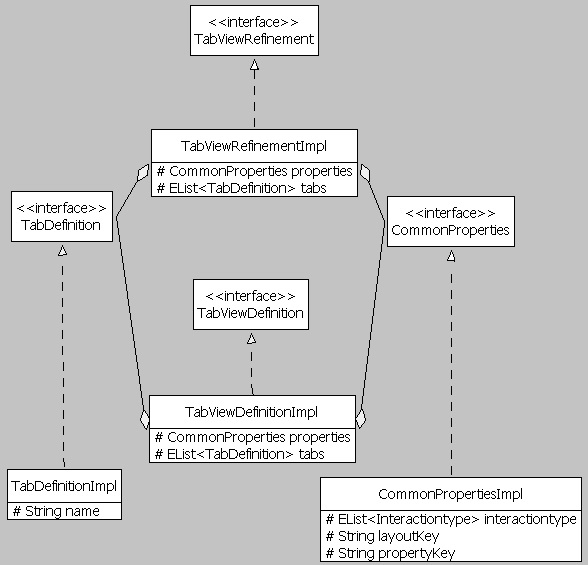 <<interface>>
TabViewRefinement
TabViewRefinementImpl
# CommonProperties properties
# EList<TabDefinition> tabs
<<interface>>
TabDefinition
<<interface>>
CommonProperties
<<interface>>
TabViewDefinition
TabViewDefinitionImpl
# CommonProperties properties
# EList<TabDefinition> tabs
TabDefinitionImpl
# String name
CommonPropertiesImpl
# EList<Interactiontype> interactiontype
# String layoutKey
# String propertyKey